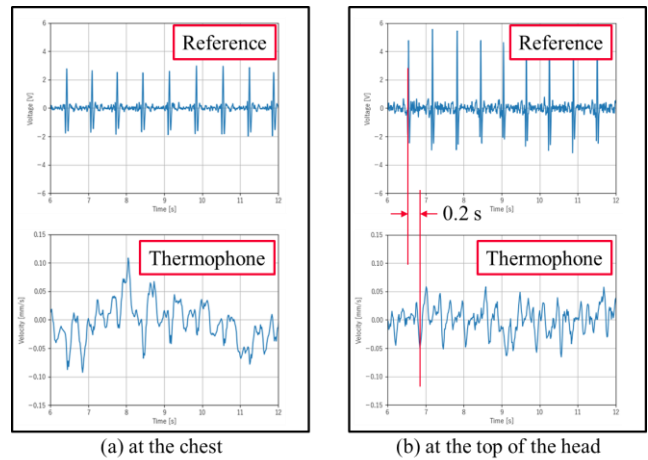 Reference
Voltage [V]
6
4
2
0
−2
−4
−6
6 7 8 9 10 11 12
Time [s]
Thermophone
Velocity [mm/s]
0.15
0.10
0.05
0.00
−0.05
−0.10
−0.15
6 7 8 9 10 11 12
Time [s]
(a) at the chest
Reference
Voltage [V]
6
4
2
0
−2
−4
−6
6 7 8 9 10 11 12
Time [s]
0.2 s
Thermophone
Velocity [mm/s]
0.15
0.10
0.05
0.00
−0.05
−0.10
−0.15
6 7 8 9 10 11 12
Time [s]
(b) at the top of the head